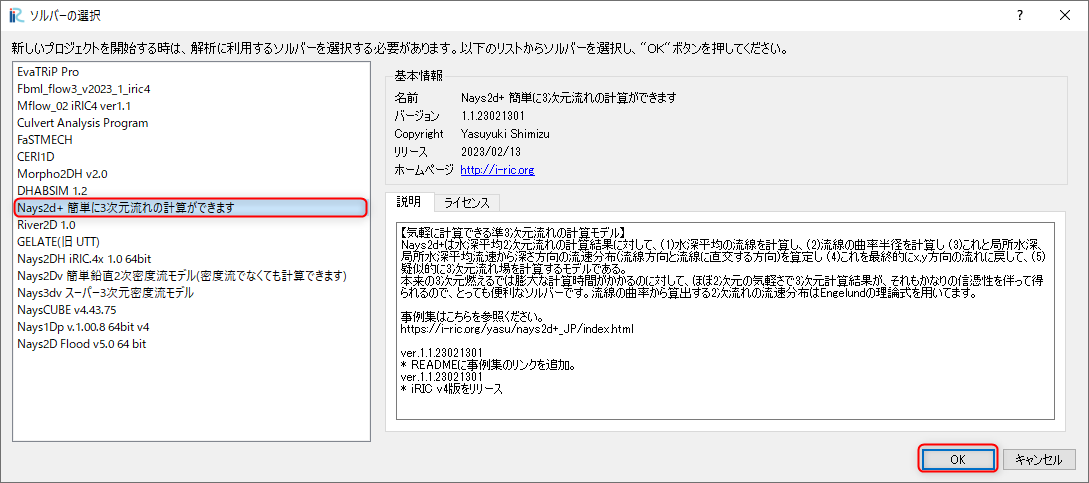 ソルバーの選択
新しいプロジェクトを開始する時は、解析に利用するソルバーを選択する必要があります。以下のリストからソルバーを選択し、"OK"ボタンを押してください。
EvaTRiP Pro
Fbml_flow3_v2023_1_iric4
Mflow_02 iRIC4 ver1.1
Culvert Analysis Program
FaSTMECH
CERI1D
Morpho2DH v2.0
DHABSIM 1.2
Nays2d+ 簡単に3次元流れの計算ができます
River2D 1.0
GELATE(旧 UTT)
Nays2DH iRIC.4x 1.0 64bit
Nays2Dv 簡単鉛直2次密度流モデル(密度流でなくても計算できます)
Nays3dv スーパー3次元密度流モデル
NaysCUBE v4.43.75
Nays1Dp v.1.00.8 64bit v4
Nays2D Flood v5.0 64 bit
基本情報
名前 Nays2d+ 簡単に3次元流れの計算ができます
バージョン 1.1.23021301
Copyright Yasuyuki Shimizu
リリース 2023/02/13
ホームページ http://i-ric.org
説明 ライセンス
【気軽に計算できる準3次元流れの計算モデル】
Nays2d+は水深平均2次元流れの計算結果に対して、(1)水深平均の流線を計算し、(2)流線の曲率半径を計算し (3)これと局所水深、
局所水深平均流速から深さ方向の流速分布(流線方向と流線に直交する方向)を算定し (4)これを最終的にx,y方向の流れに戻して、(5)
疑似的に3次元流れ場を計算するモデルである。
本来の3次元燃えるでは膨大な計算時間がかかるのに対して、ほぼ2次元の気軽さで3次元計算結果が、それもかなりの信憑性を伴って得
られるので、とっても便利なソルバーです。流線の曲率から算出する2次流れの流速分布はEngelundの理論式を用いてます。
事例集はこちらを参照ください。
https://i-ric.org/yasu/nays2d+_JP/index.html
ver.1.1.23021301
* READMEに事例集のリンクを追加。
ver.1.1.23021301
* iRIC v4版をリリース
OK キャンセル